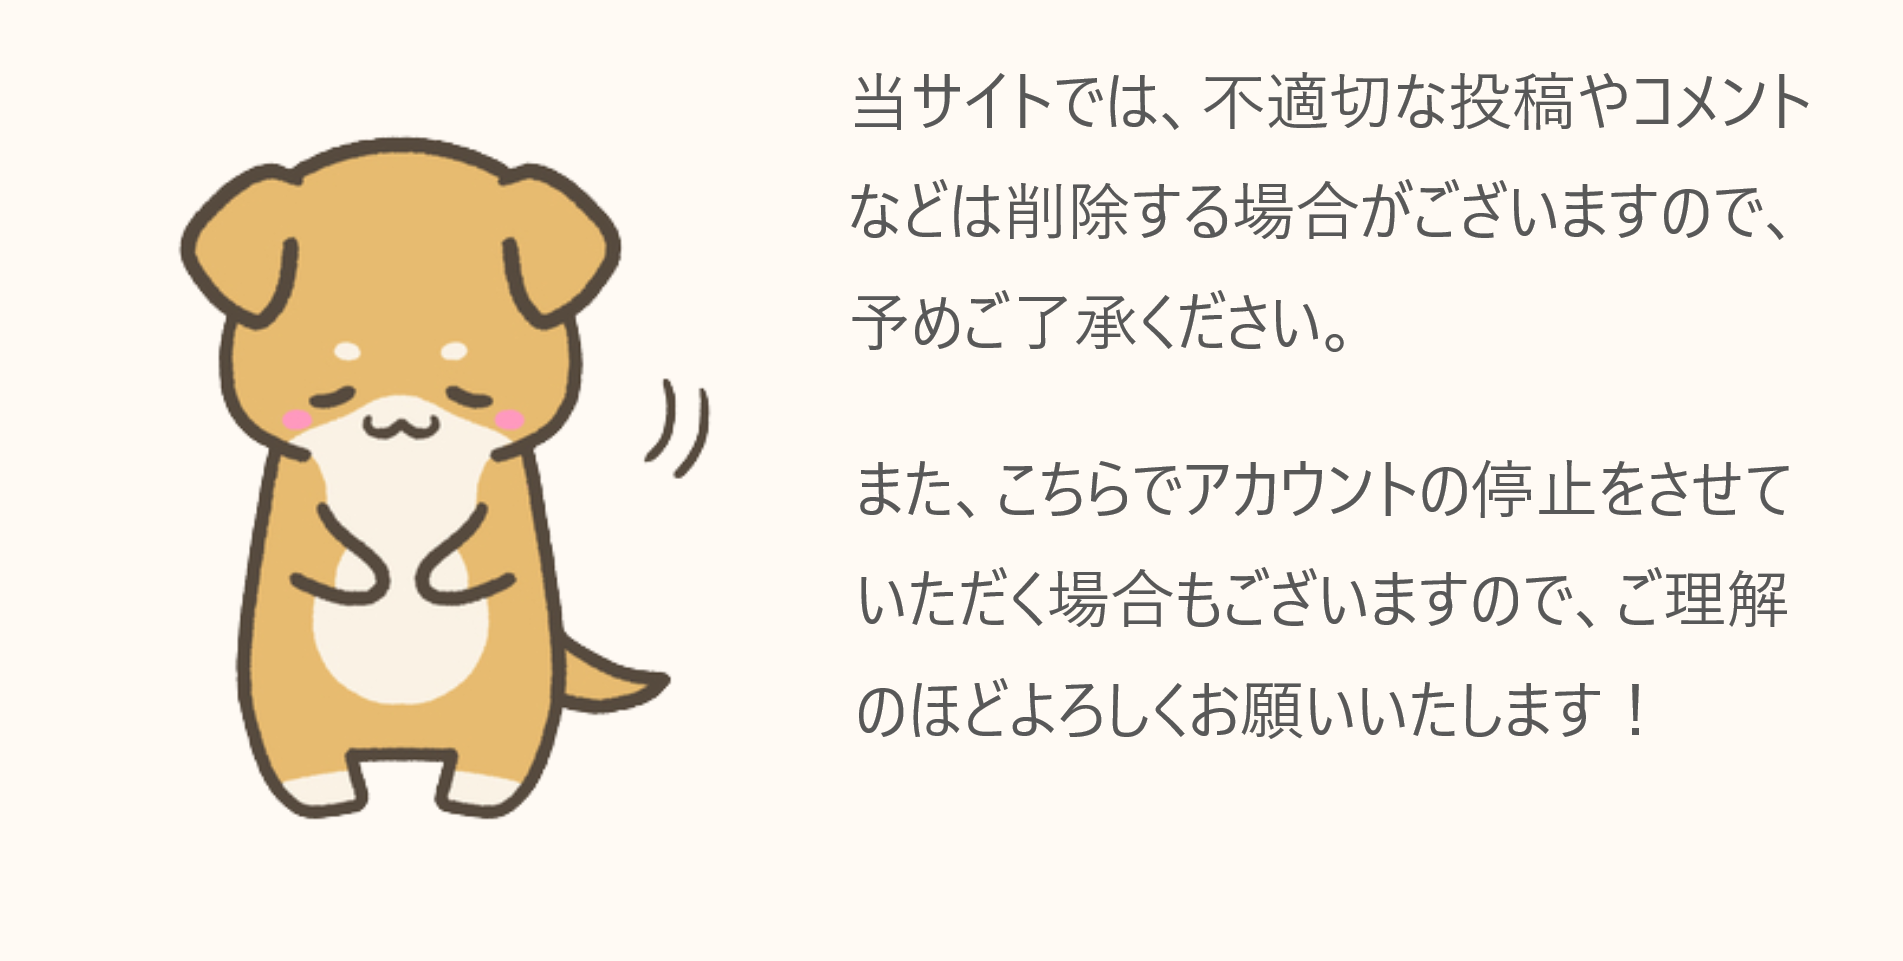 当サイトでは、不適切な投稿やコメント
などは削除する場合がございますので、
予めご了承ください。
また、こちらでアカウントの停止をさせて
いただく場合もございますので、ご理解
のほどよろしくお願いいたします！